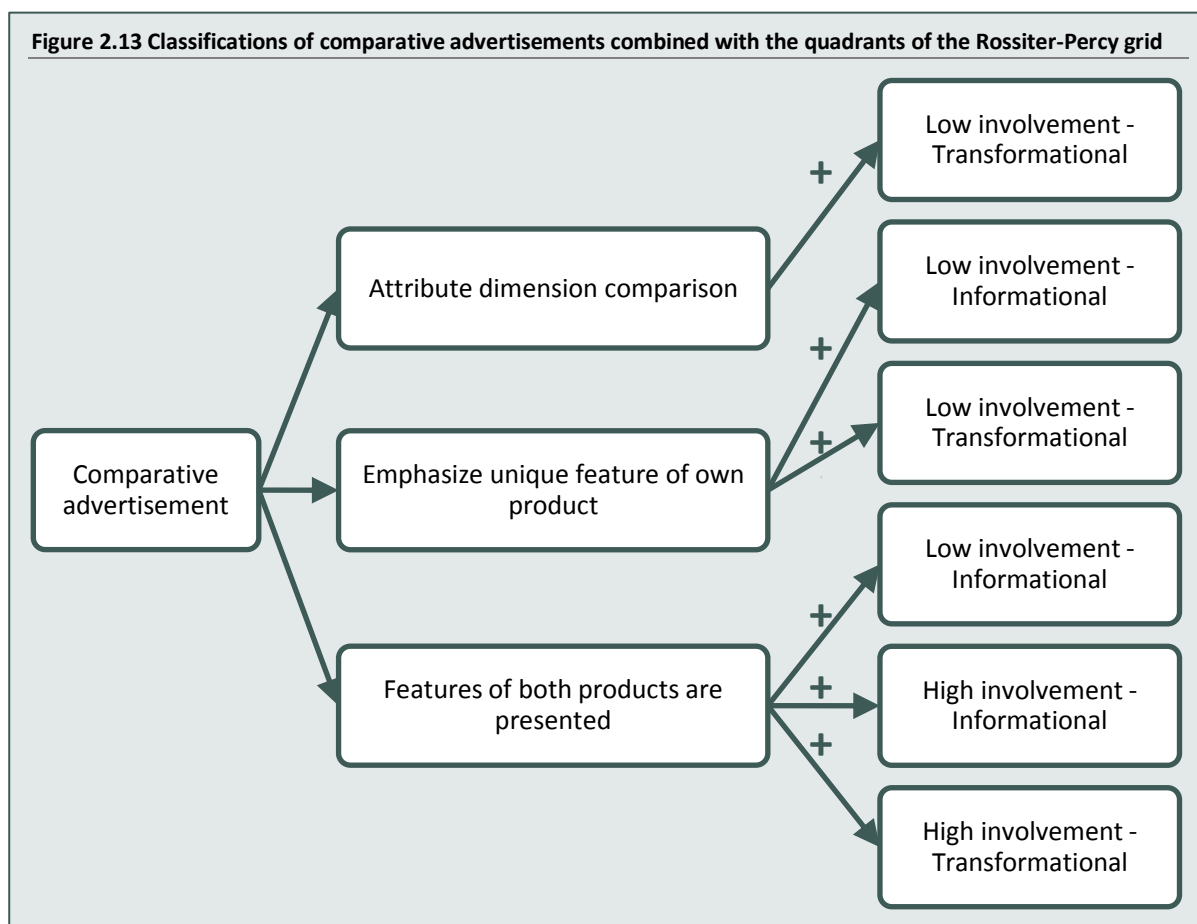 Figure 2.13 Classifications of comparative advertisements combined with the quadrants of the Rossiter-Percy grid
Comparative
advertisement
Attribute dimension comparison
Emphasize unique feature of own
product
Features of both products are
presented
+
Low involvement -
Transformational
+
Low involvement -
Informational
+
Low involvement -
Transformational
+
Low involvement -
Informational
+
High involvement -
Informational
+
High involvement -
Transformational